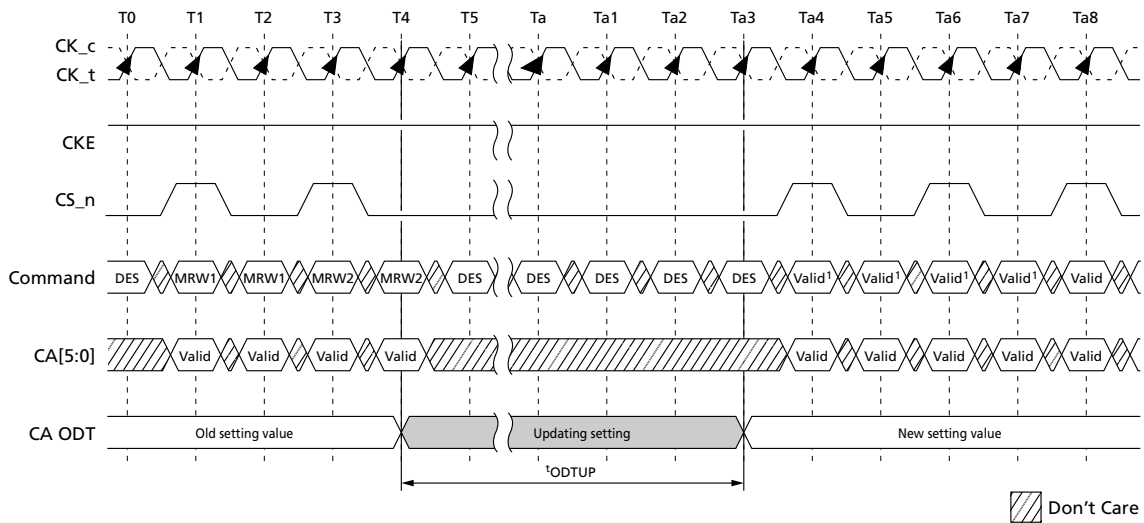 T0 T1 T2 T3 T4 T5 Ta Ta1 Ta2 Ta3 Ta4 Ta5 Ta6 Ta7 Ta8
CK_c
CK_t
CKE
CS_n
Command DES MRW1 MRW1 MRW2 MRW2 DES DES DES DES DES Valid¹ Valid¹ Valid¹ Valid¹ Valid
CA[5:0] Valid Valid Valid Valid Valid Valid Valid Valid Valid
CA ODT Old setting value Updating setting New setting value
ᵗODTUP
Don't Care